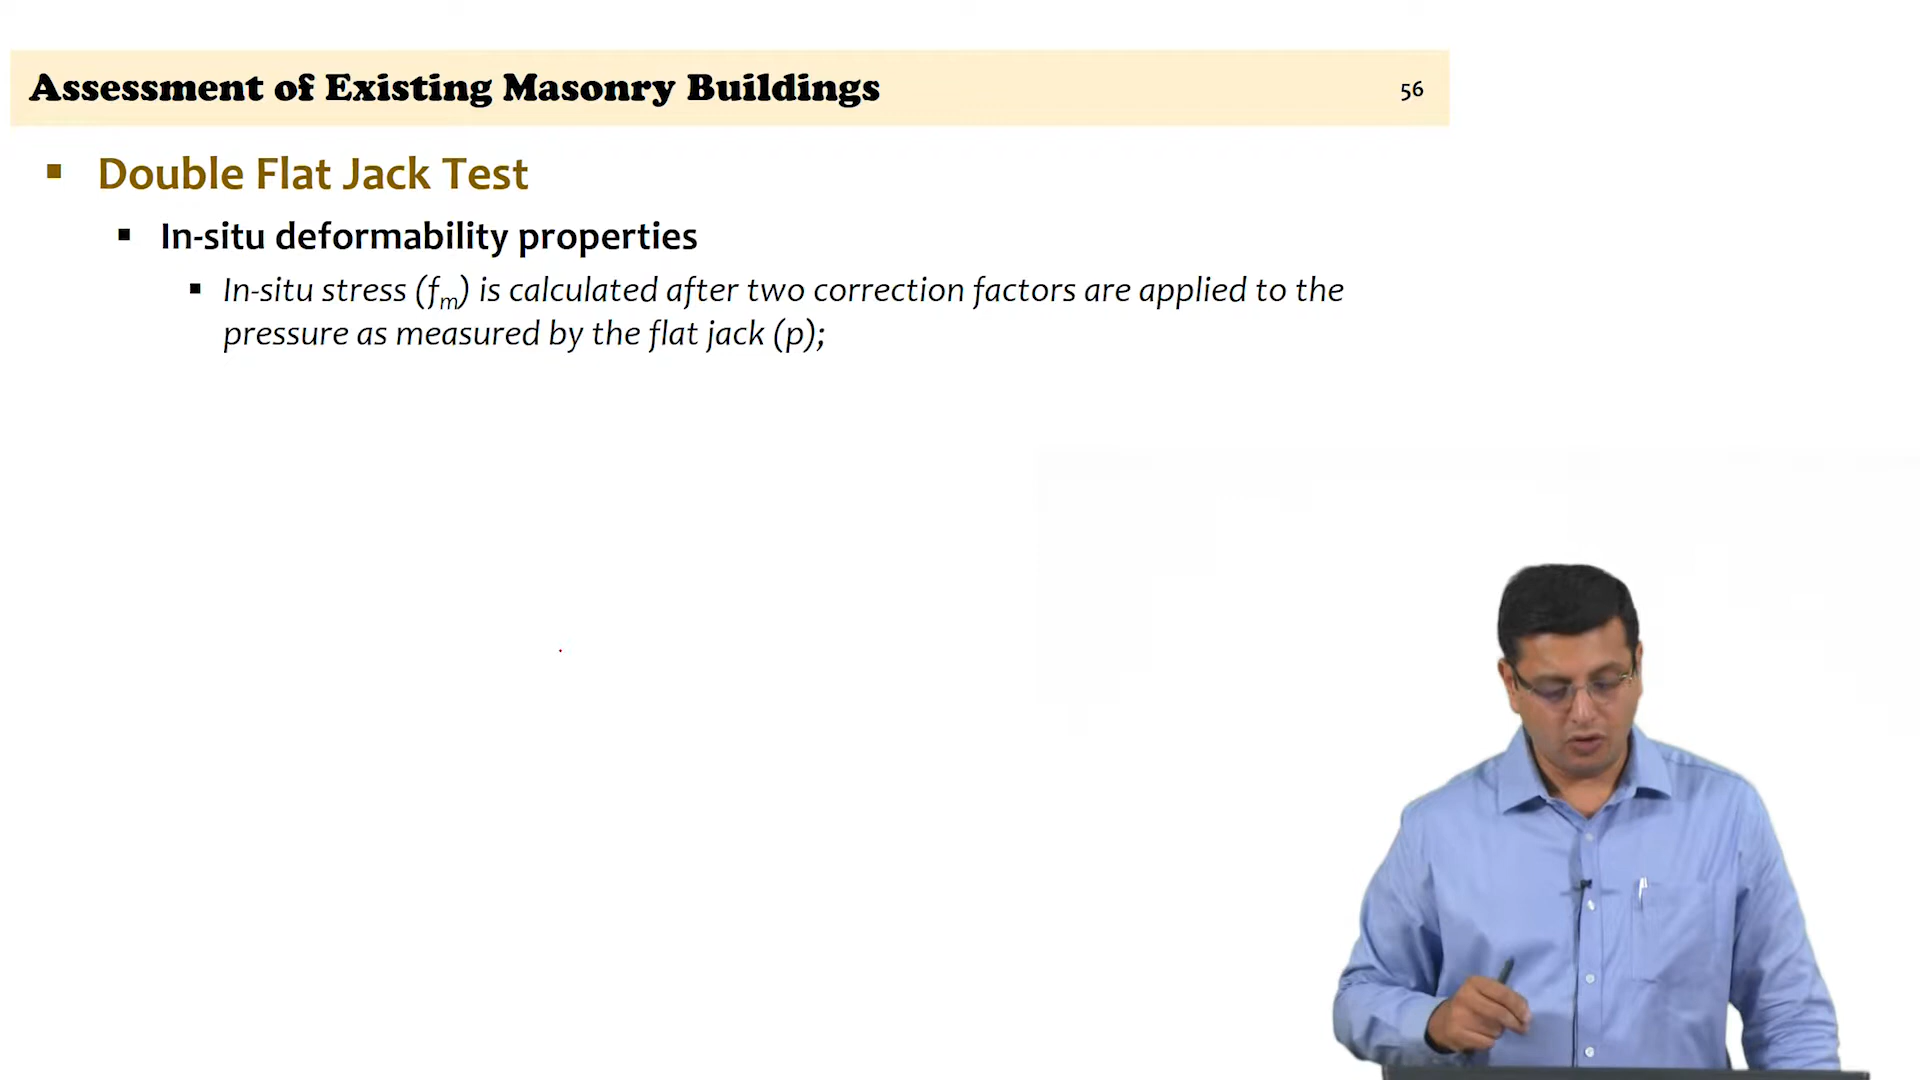 Assessment of Existing Masonry Buildings 56
▪ Double Flat Jack Test
▪ In-situ deformability properties
▪ In-situ stress (fm) is calculated after two correction factors are applied to the
pressure as measured by the flat jack (p);